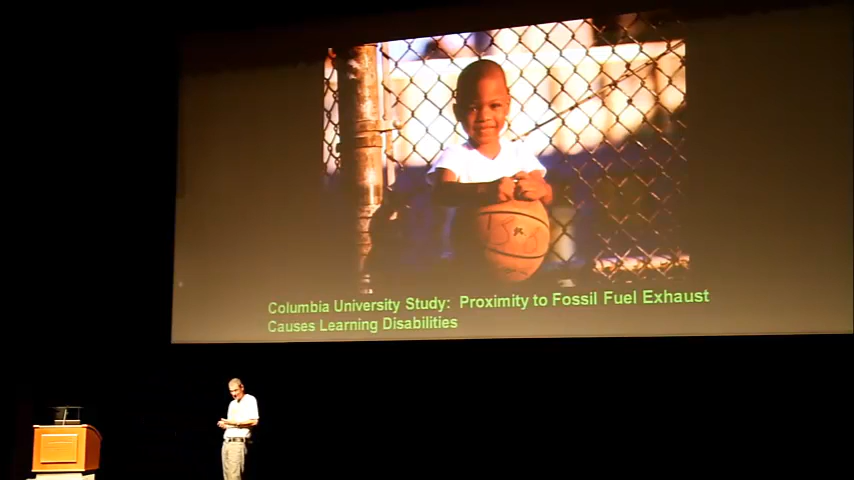 Columbia University Study: Proximity to Fossil Fuel Exhaust
Causes Learning Disabilities